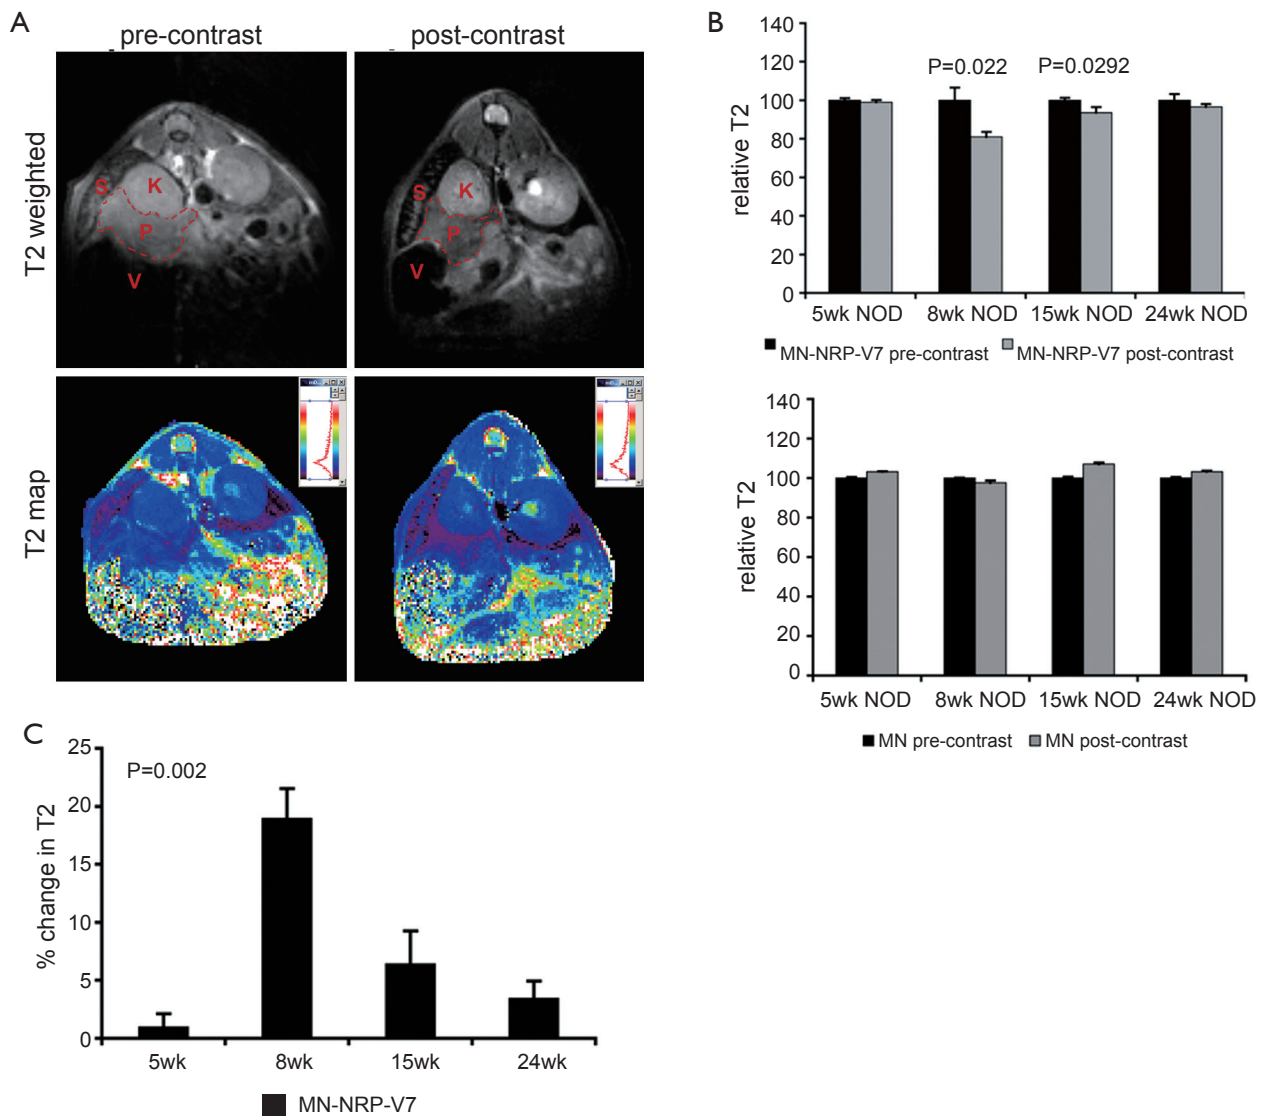 A
pre-contrast
post-contrast
T2 weighted
S
K
P
V
S
K
P
V
T2 map
B
140
120
100
80
60
40
20
0
relative T2
P=0.022
P=0.0292
5wk NOD
8wk NOD
15wk NOD
24wk NOD
MN-NRP-V7 pre-contrast
MN-NRP-V7 post-contrast
140
120
100
80
60
40
20
0
relative T2
5wk NOD
8wk NOD
15wk NOD
24wk NOD
MN pre-contrast
MN post-contrast
C
25
20
15
10
5
0
% change in T2
P=0.002
5wk
8wk
15wk
24wk
MN-NRP-V7